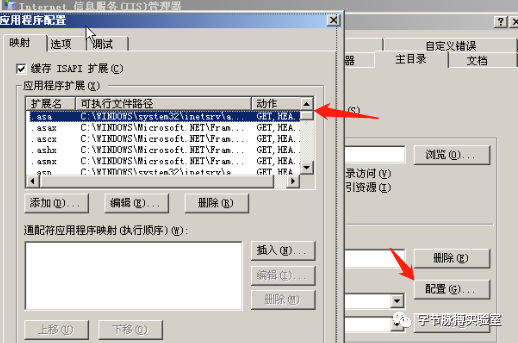 Internet 信息服务(IIS)管理器
应用程序配置
映射 选项 调试
缓存 ISAPI 扩展(C)
应用程序扩展(X)
扩展名 可执行文件路径 动作
.asa C:\WINDOWS\system32\inetsrv\a... GET,HEA...
.asax C:\WINDOWS\Microsoft.NET\Fram... GET,HEA...
.ascx C:\WINDOWS\Microsoft.NET\Fram... GET,HEA...
.ashx C:\WINDOWS\Microsoft.NET\Fram... GET,HEA...
.asmx C:\WINDOWS\Microsoft.NET\Fram... GET,HEA...
.asp C:\WINDOWS\system32\inetsrv\a... GET,HEA...
添加(D)... 编辑(E)... 删除(R)
通配符应用程序映射(执行顺序)(W):
插入(N)...
编辑(I)...
删除(M)
上移(U) 下移(O)
自定义错误
器 主目录 文档
(S)
浏览(O)...
录访问(V)
引资源(I)
删除(E)
配置(G)...
字节脉搏实验室